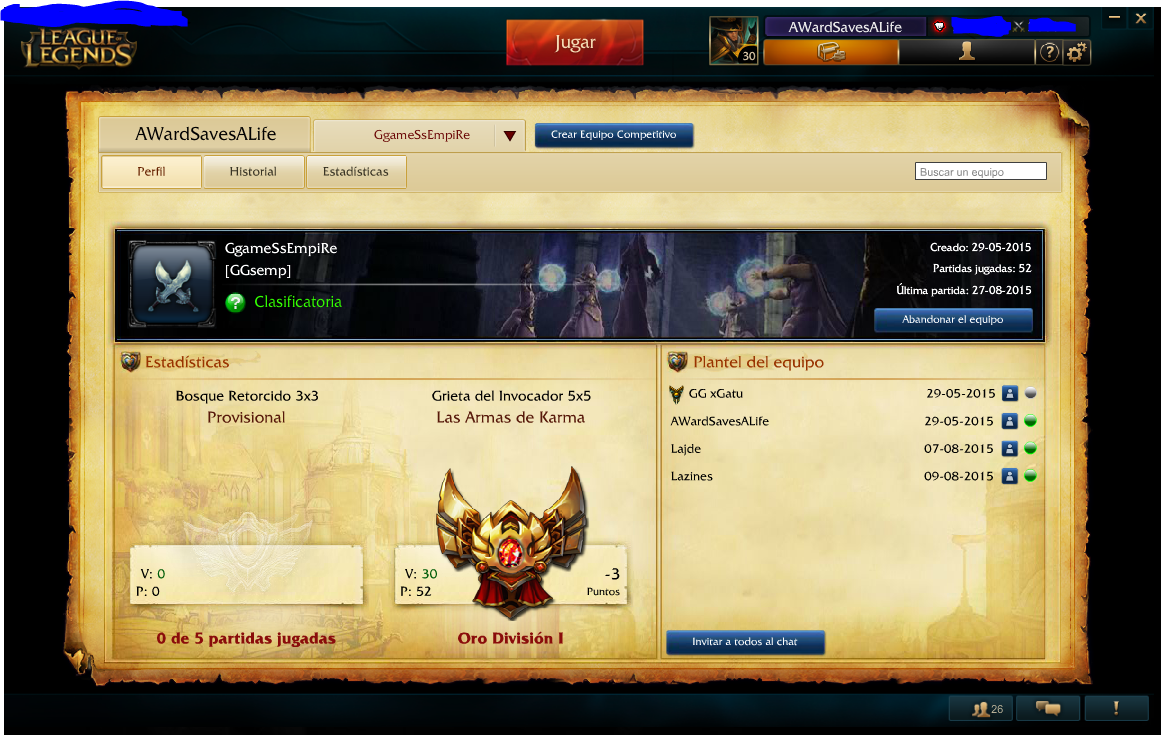 LEAGUE of LEGENDS
Jugar
30
AWardSavesALife
?
AWardSavesALife
GgameSsEmpiRe
Crear Equipo Competitivo
Perfil
Historial
Estadísticas
Buscar un equipo
GgameSsEmpiRe
[GGsemp]
? Clasificatoria
Creado: 29-05-2015
Partidas jugadas: 52
Última partida: 27-08-2015
Abandonar el equipo
Estadísticas
Bosque Retorcido 3x3
Provisional
V: 0
P: 0
0 de 5 partidas jugadas
Grieta del Invocador 5x5
Las Armas de Karma
V: 30
P: 52
-3
Puntos
Oro División I
Plantel del equipo
GG xGatu 29-05-2015
AWardSavesALife 29-05-2015
Lajde 07-08-2015
Lazines 09-08-2015
Invitar a todos al chat
26
!